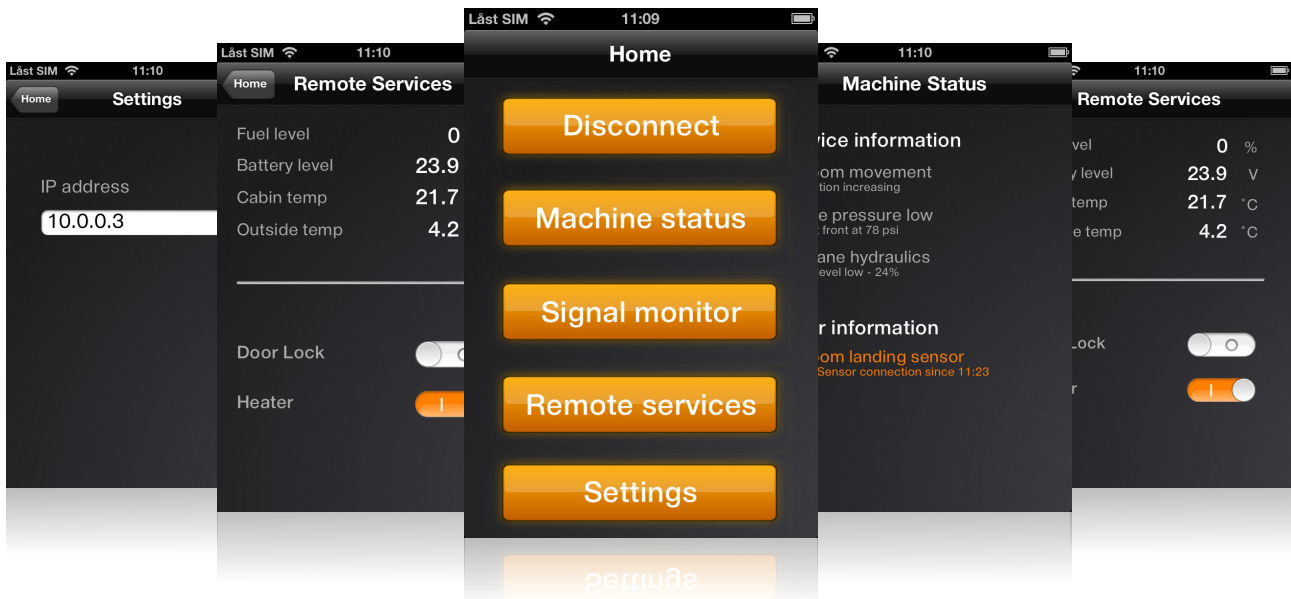 Låst SIM 11:10
Home Settings
IP address
10.0.0.3
Låst SIM 11:10
Home Remote Services
Fuel level 0
Battery level 23.9
Cabin temp 21.7
Outside temp 4.2
Door Lock
Heater
Låst SIM 11:09
Home
Disconnect
Machine status
Signal monitor
Remote services
Settings
Settings
11:10
Machine Status
vice information
om movement
tion increasing
e pressure low
front at 78 psi
ane hydraulics
evel low - 24%
r information
om landing sensor
Sensor connection since 11:23
11:10
Remote Services
vel 0 %
y level 23.9 V
temp 21.7 °C
e temp 4.2 °C
Lock
r